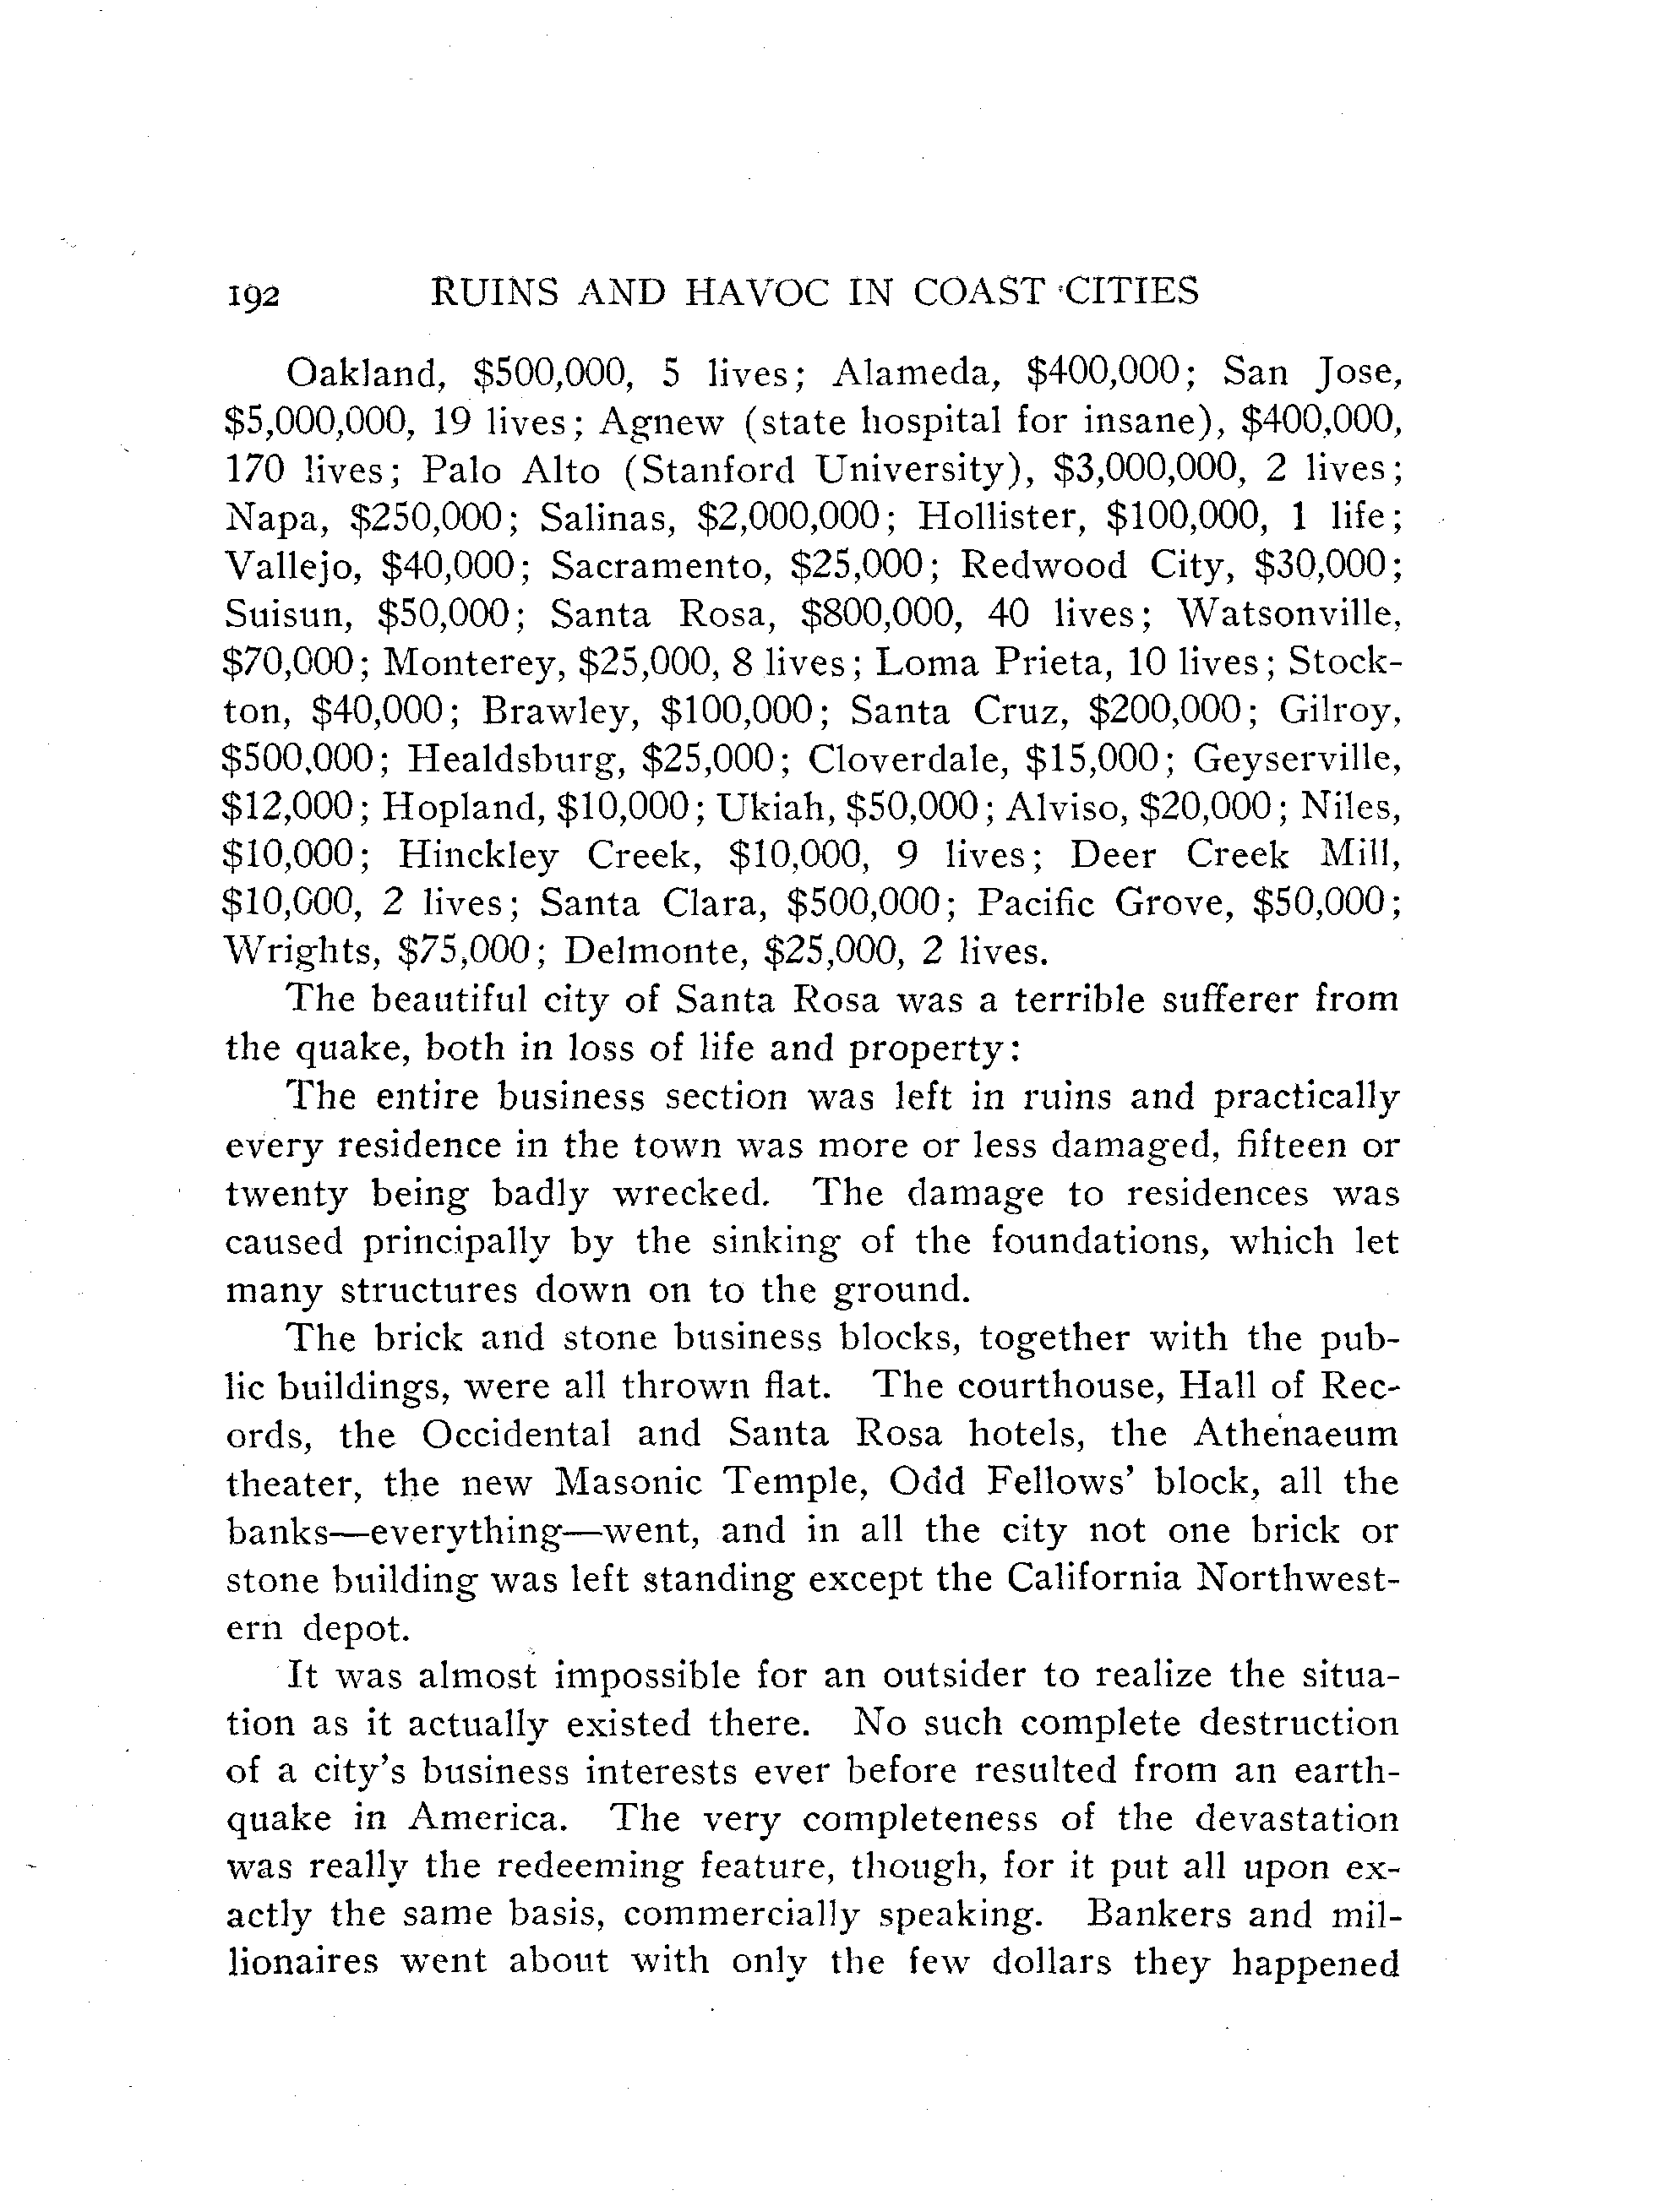 192 RUINS AND HAVOC IN COAST CITIES
Oakland, $500,000, 5 lives; Alameda, $400,000; San Jose,
$5,000,000, 19 lives; Agnew (state hospital for insane), $400,000,
170 lives; Palo Alto (Stanford University), $3,000,000, 2 lives;
Napa, $250,000; Salinas, $2,000,000; Hollister, $100,000, 1 life;
Vallejo, $40,000; Sacramento, $25,000; Redwood City, $30,000;
Suisun, $50,000; Santa Rosa, $800,000, 40 lives; Watsonville,
$70,000; Monterey, $25,000, 8 lives; Loma Prieta, 10 lives; Stock-
ton, $40,000; Brawley, $100,000; Santa Cruz, $200,000; Gilroy,
$500,000; Healdsburg, $25,000; Cloverdale, $15,000; Geyserville,
$12,000; Hopland, $10,000; Ukiah, $50,000; Alviso, $20,000; Niles,
$10,000; Hinckley Creek, $10,000, 9 lives; Deer Creek Mill,
$10,000, 2 lives; Santa Clara, $500,000; Pacific Grove, $50,000;
Wrights, $75,000; Delmonte, $25,000, 2 lives.
The beautiful city of Santa Rosa was a terrible sufferer from
the quake, both in loss of life and property:
The entire business section was left in ruins and practically
every residence in the town was more or less damaged, fifteen or
twenty being badly wrecked. The damage to residences was
caused principally by the sinking of the foundations, which let
many structures down on to the ground.
The brick and stone business blocks, together with the pub-
lic buildings, were all thrown flat. The courthouse, Hall of Rec-
ords, the Occidental and Santa Rosa hotels, the Athenaeum
theater, the new Masonic Temple, Odd Fellows' block, all the
banks—everything—went, and in all the city not one brick or
stone building was left standing except the California Northwest-
ern depot.
It was almost impossible for an outsider to realize the situa-
tion as it actually existed there. No such complete destruction
of a city's business interests ever before resulted from an earth-
quake in America. The very completeness of the devastation
was really the redeeming feature, though, for it put all upon ex-
actly the same basis, commercially speaking. Bankers and mil-
lionaires went about with only the few dollars they happened